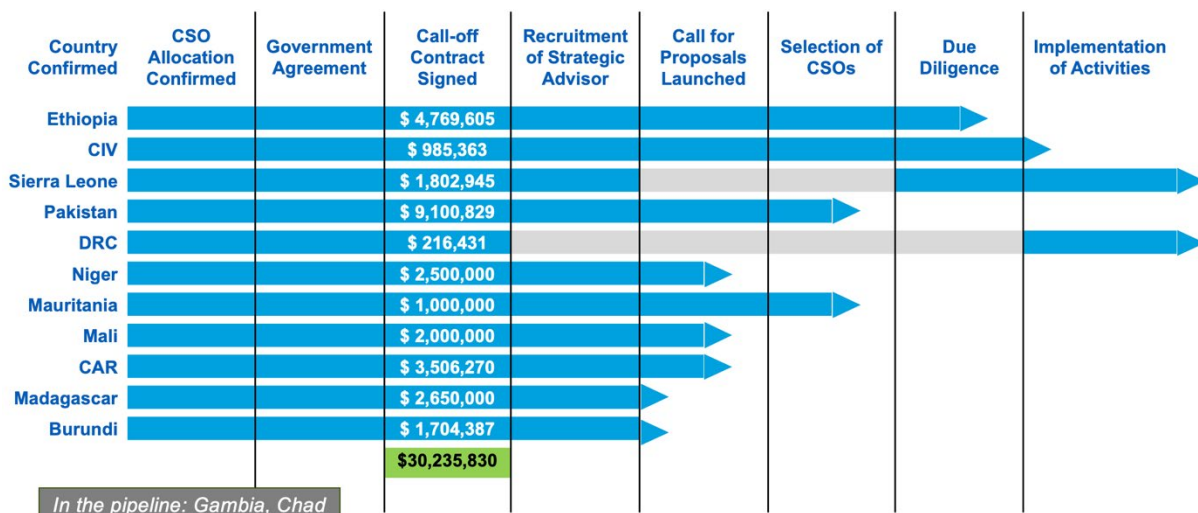 Country Confirmed
CSO Allocation Confirmed
Government Agreement
Call-off Contract Signed
Recruitment of Strategic Advisor
Call for Proposals Launched
Selection of CSOs
Due Diligence
Implementation of Activities
Ethiopia $ 4,769,605
CIV $ 985,363
Sierra Leone $ 1,802,945
Pakistan $ 9,100,829
DRC $ 216,431
Niger $ 2,500,000
Mauritania $ 1,000,000
Mali $ 2,000,000
CAR $ 3,506,270
Madagascar $ 2,650,000
Burundi $ 1,704,387
$30,235,830
In the pipeline: Gambia, Chad